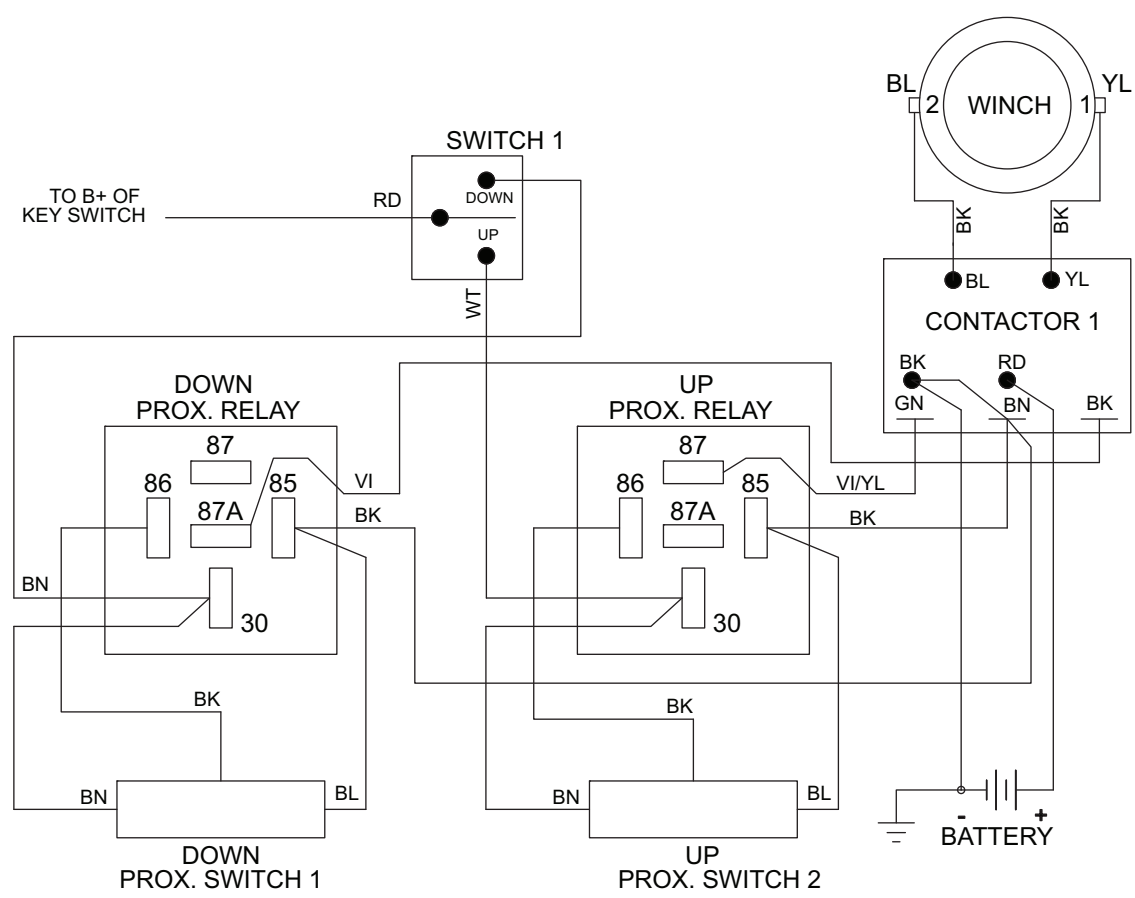 BL
YL
2
WINCH
1
SWITCH 1
TO B+ OF
KEY SWITCH
RD
DOWN
UP
WT
BK
BK
BL
YL
CONTACTOR 1
BK
RD
GN
BN
BK
DOWN
PROX. RELAY
87
86
85
87A
30
VI
BK
BN
UP
PROX. RELAY
87
86
85
87A
30
VI/YL
BK
BK
BN
BL
DOWN
PROX. SWITCH 1
BK
BN
BL
UP
PROX. SWITCH 2
- +
BATTERY